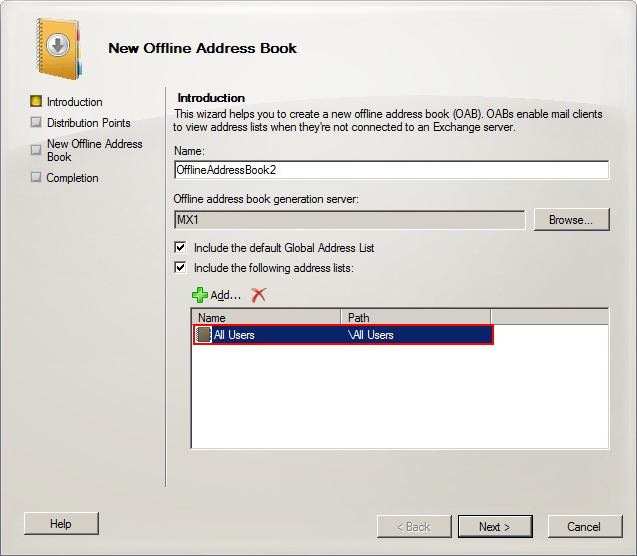 New Offline Address Book
Introduction
Distribution Points
New Offline Address
Book
Completion
Introduction
This wizard helps you to create a new offline address book (OAB). OABs enable mail clients
to view address lists when they're not connected to an Exchange server.
Name:
OfflineAddressBook2
Offline address book generation server:
MX1
Browse...
Include the default Global Address List
Include the following address lists:
Add...
Name Path
All Users \All Users
Help
< Back
Next >
Cancel